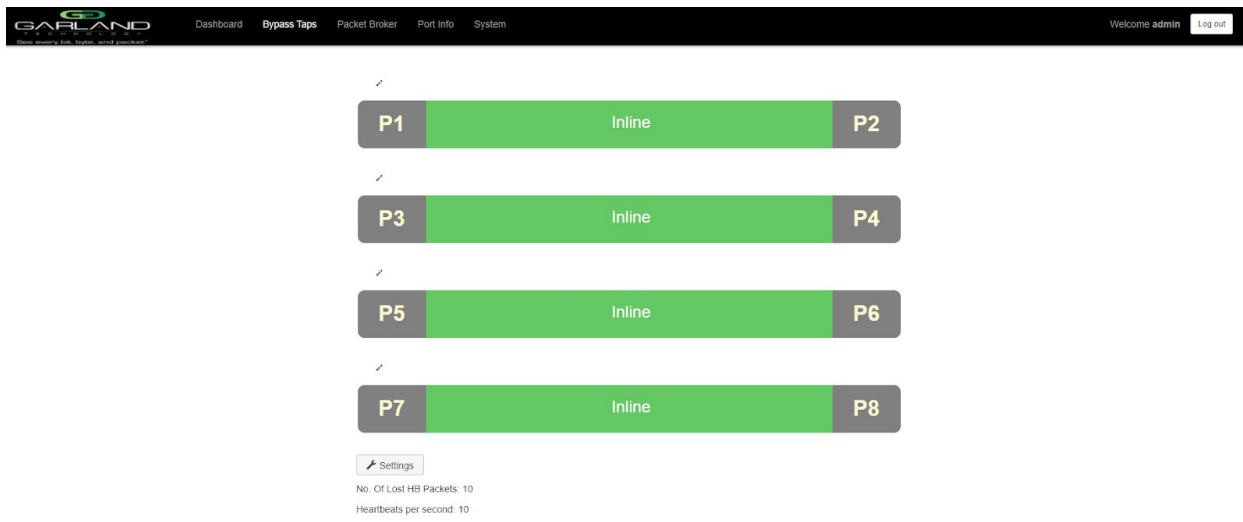 GARLAND
TECHNOLOGY
See every bit, byte, and packet®
Dashboard Bypass Taps Packet Broker Port Info System Welcome admin Log out
P1 Inline P2
P3 Inline P4
P5 Inline P6
P7 Inline P8
Settings
No. Of Lost HB Packets: 10
Heartbeats per second: 10